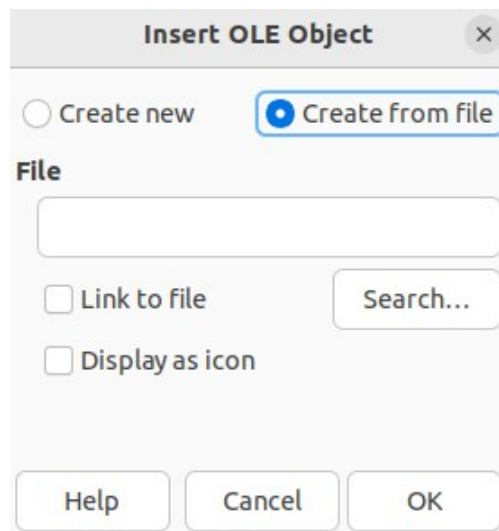 Insert OLE Object
Create new Create from file
File
Link to file Search...
Display as icon
Help Cancel OK